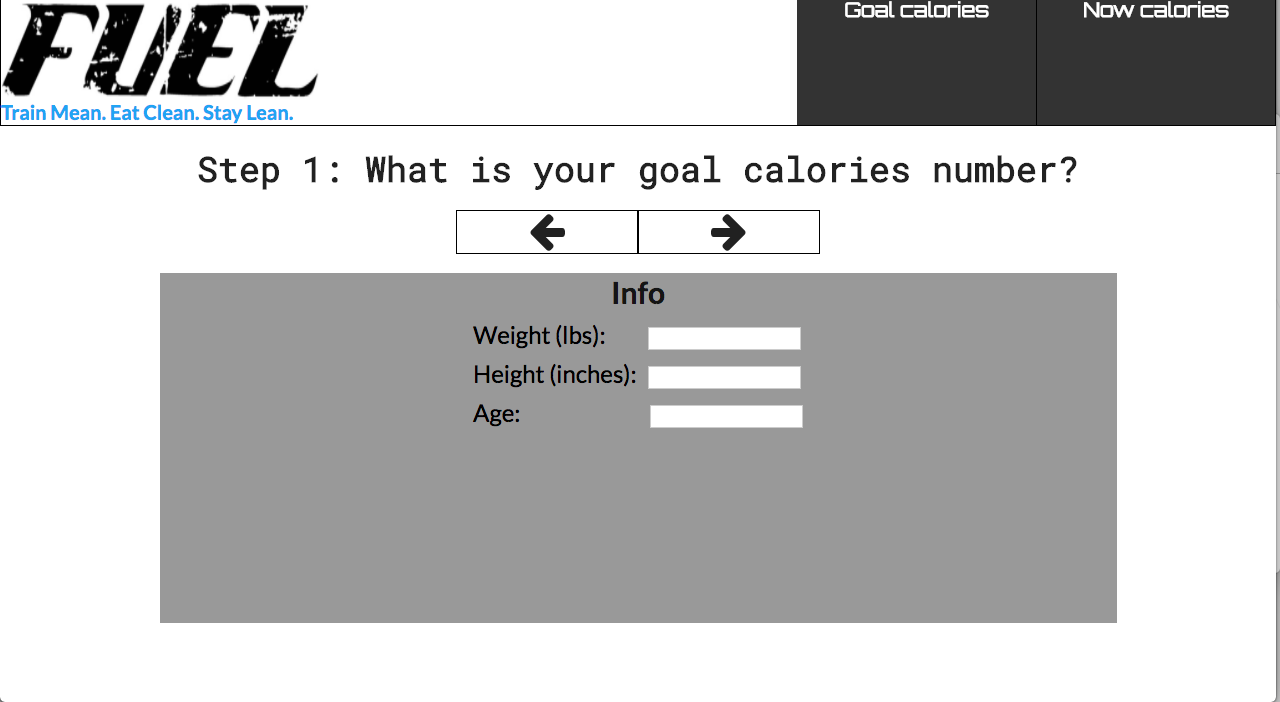 FUEL
Train Mean. Eat Clean. Stay Lean.
Goal calories
Now calories
Step 1: What is your goal calories number?
Info
Weight (lbs):
Height (inches):
Age: